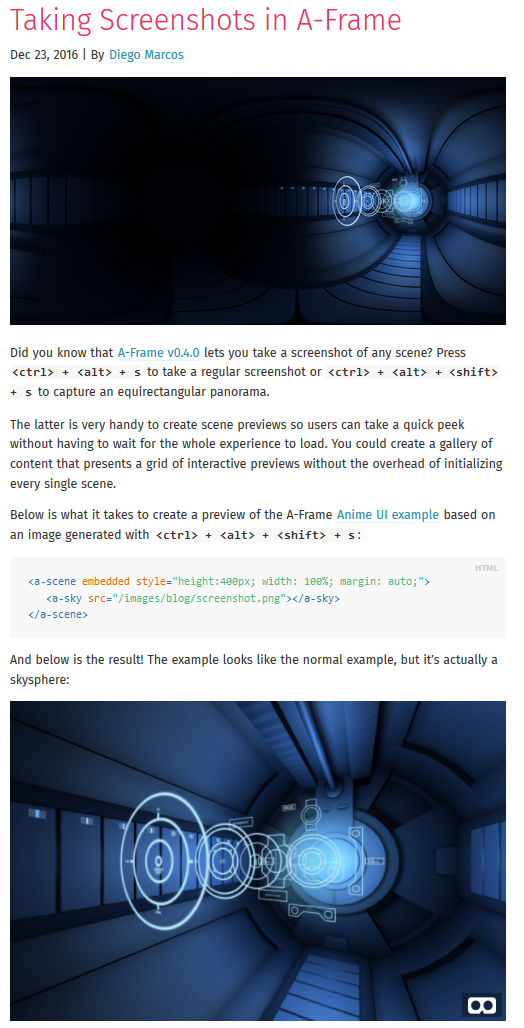 Taking Screenshots in A-Frame
Dec 23, 2016 | By Diego Marcos
Did you know that A-Frame v0.4.0 lets you take a screenshot of any scene? Press
<ctrl> + <alt> + s to take a regular screenshot or <ctrl> + <alt> + <shift>
+ s to capture an equirectangular panorama.
The latter is very handy to create scene previews so users can take a quick peek
without having to wait for the whole experience to load. You could create a gallery of
content that presents a grid of interactive previews without the overhead of initializing
every single scene.
Below is what it takes to create a preview of the A-Frame Anime UI example based on
an image generated with <ctrl> + <alt> + <shift> + s:
HTML
<a-scene embedded style="height:400px; width: 100%; margin: auto;">
<a-sky src="/images/blog/screenshot.png"></a-sky>
</a-scene>
And below is the result! The example looks like the normal example, but it's actually a
skysphere: